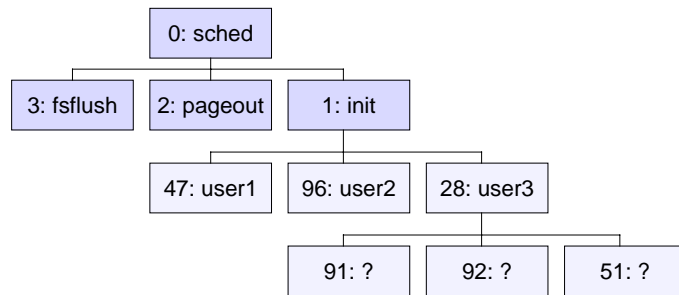 0: sched
3: fsflush 2: pageout 1: init
47: user1 96: user2 28: user3
91: ? 92: ? 51: ?